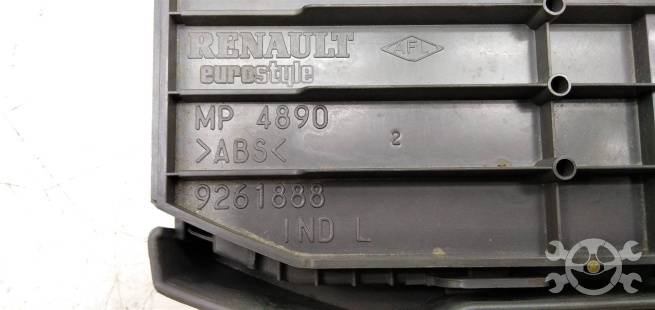 RENAULT AFL
eurostyle
MP 4890
2
>ABS<
9261888
IND L